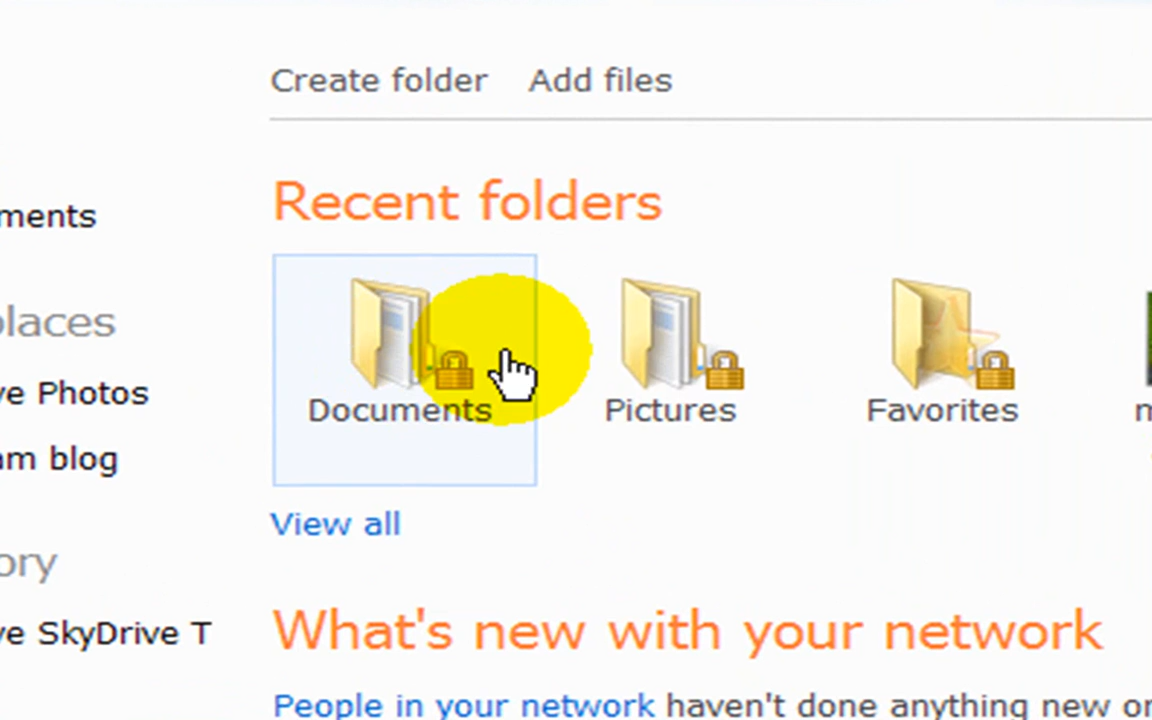 Create folder Add files
Recent folders
ments
places
ve Photos
am blog
Documents Pictures Favorites
View all
ory
ve SkyDrive T
What's new with your network
People in your network haven't done anything new or